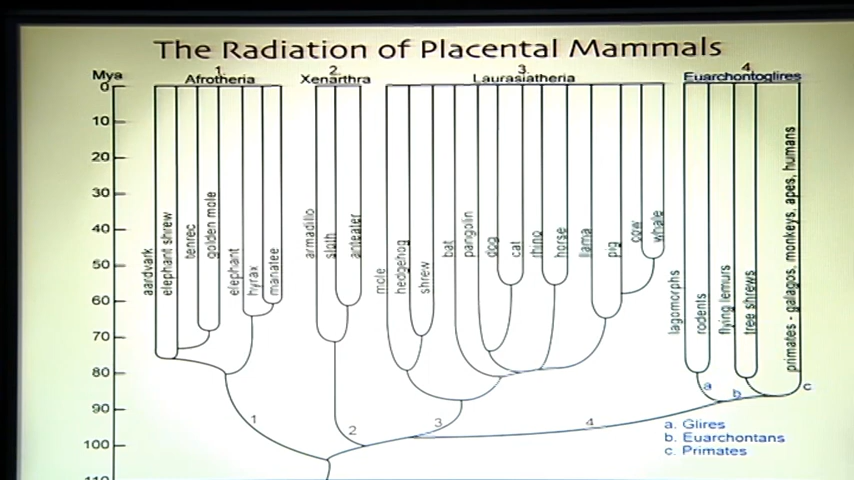 The Radiation of Placental Mammals
Mya
1.
Afrotheria
2.
Xenarthra
3.
Laurasiatheria
4.
Euarchontoglires
0
10
20
30
40
50
60
70
80
90
100
110
aardvark
elephant shrew
tenrec
golden mole
elephant
hyrax
manatee
armadillo
sloth
anteater
mole
hedgehog
shrew
bat
pangolin
dog
cat
rhino
horse
llama
pig
cow
whale
lagomorphs
rodents
flying lemurs
tree shrews
primates - galagos, monkeys, apes, humans
a
b
c
1
2
3
4
a. Glires
b. Euarchontans
c. Primates